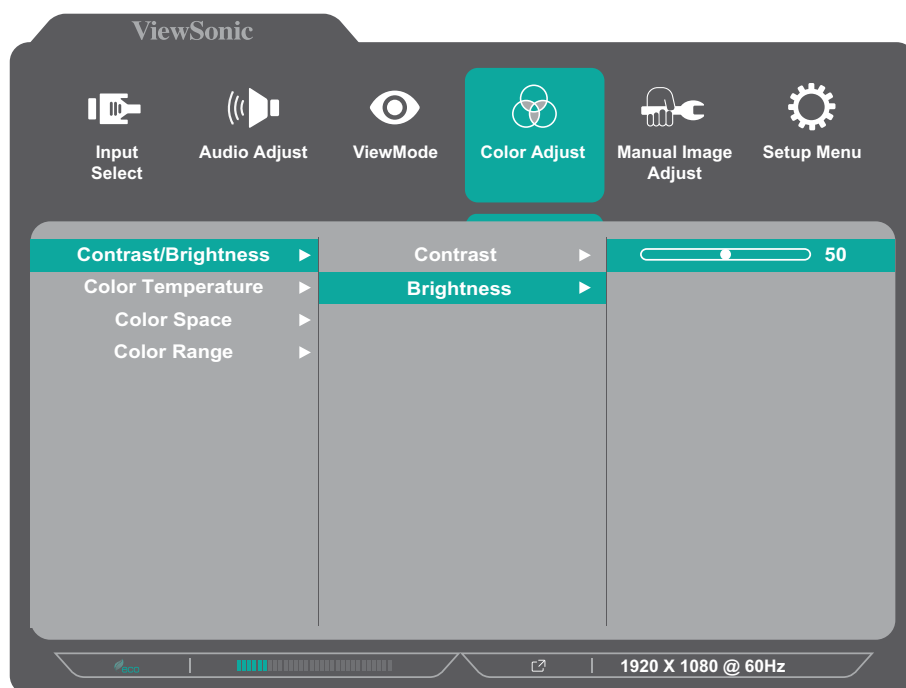 ViewSonic
Input Select
Audio Adjust
ViewMode
Color Adjust
Manual Image Adjust
Setup Menu
Contrast/Brightness
Contrast
50
Color Temperature
Brightness
Color Space
Color Range
ECO
1920 X 1080 @ 60Hz